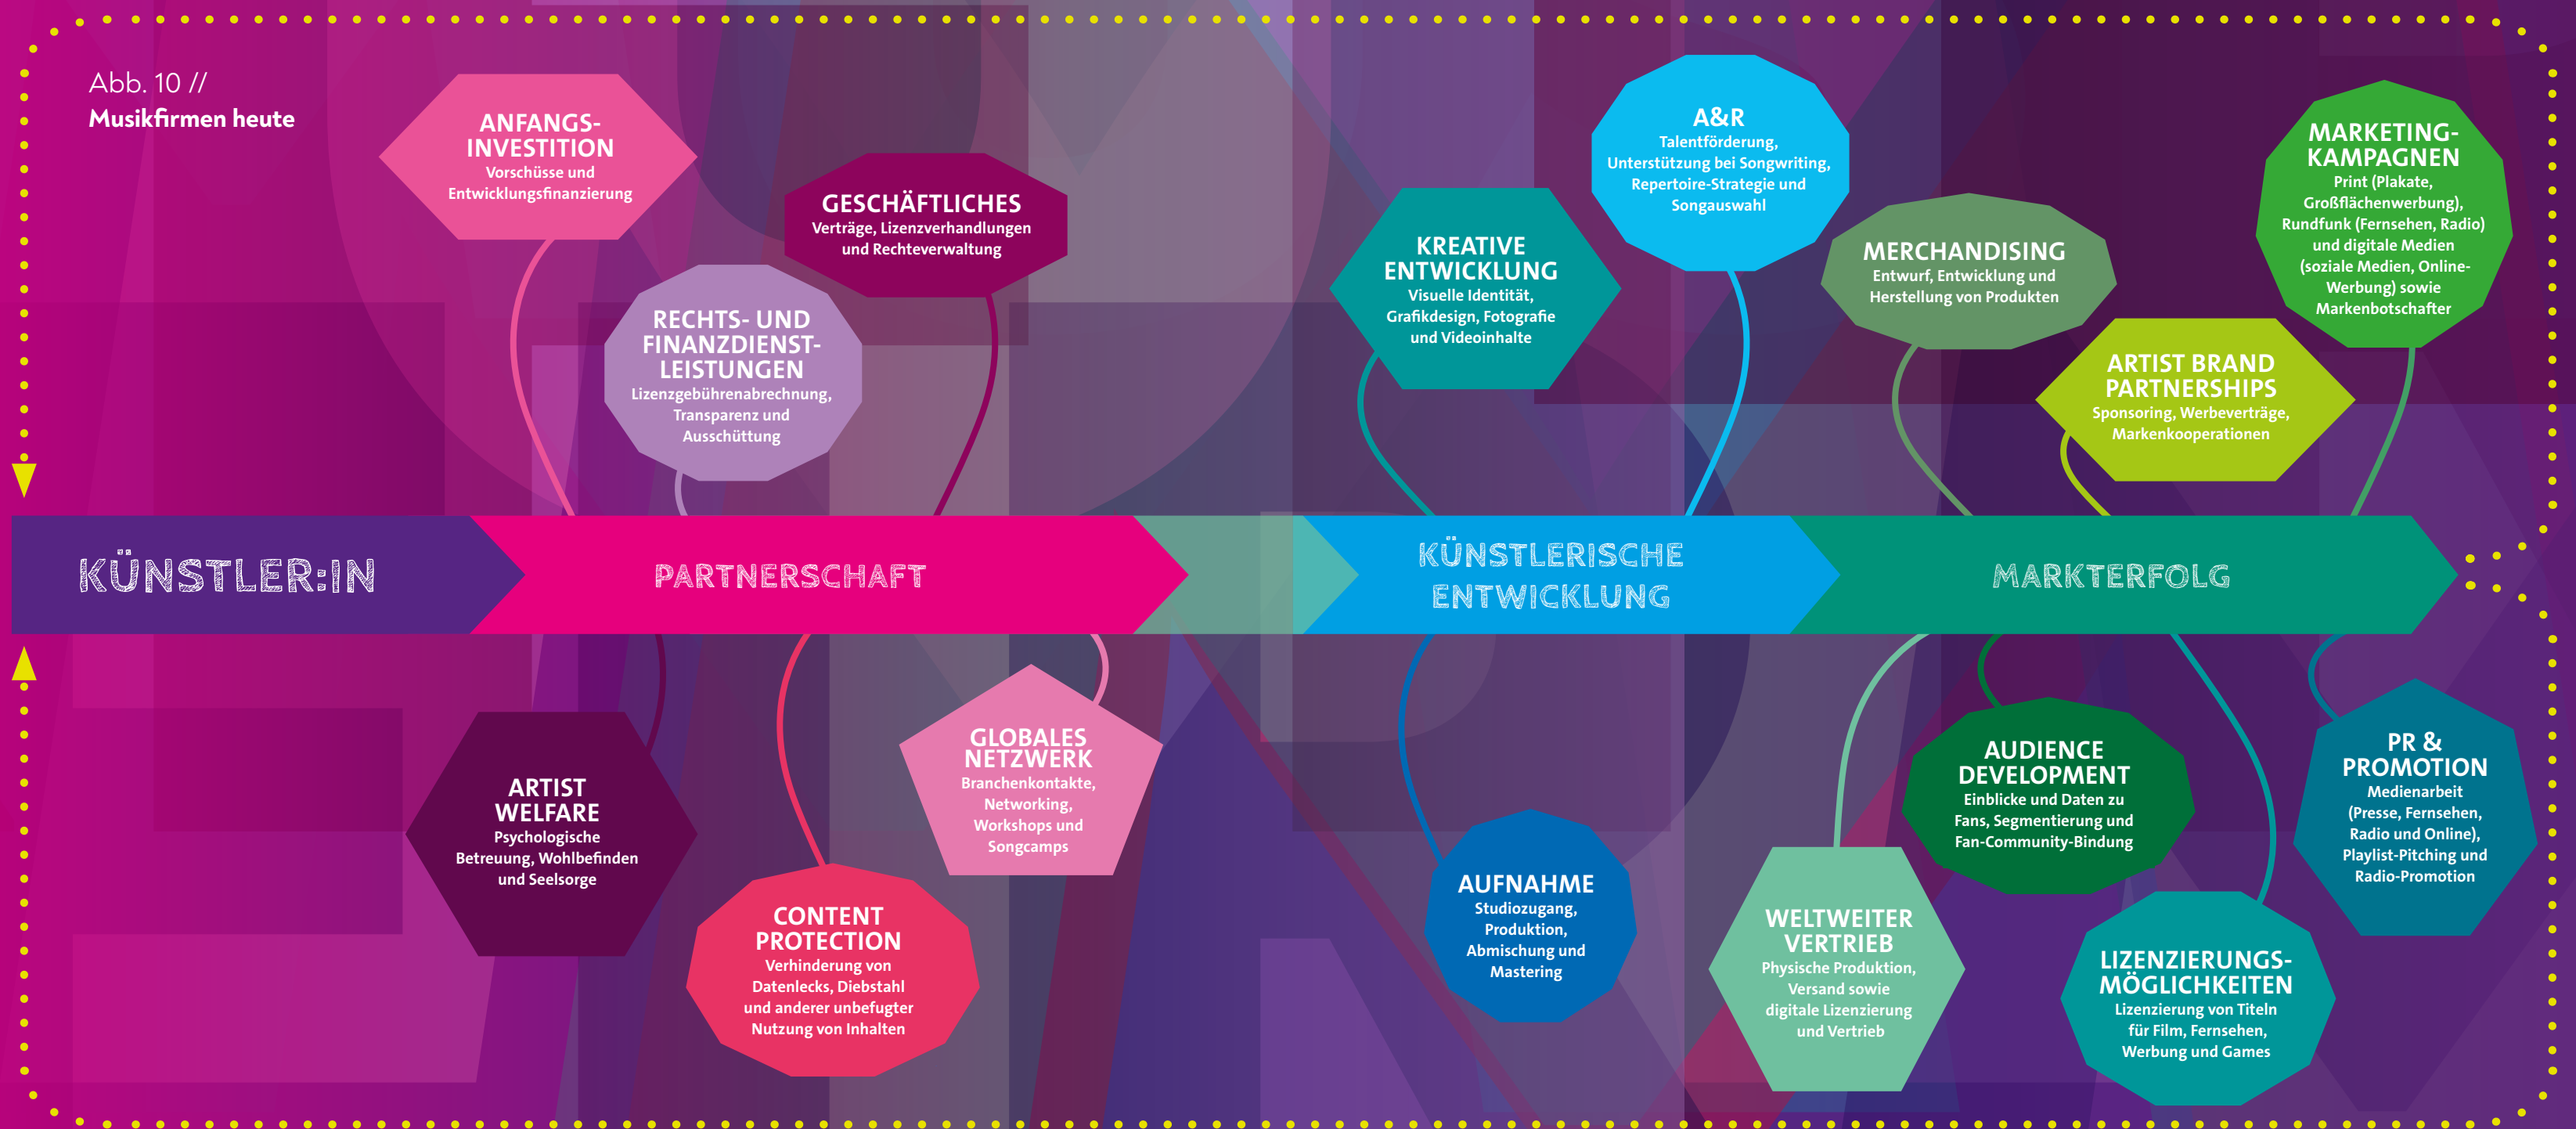 Abb. 10 //
Musikfirmen heute
ANFANGS-
INVESTITION
Vorschüsse und
Entwicklungsfinanzierung
RECHTS- UND
FINANZDIENST-
LEISTUNGEN
Lizenzgebührenabrechnung,
Transparenz und
Ausschüttung
GESCHÄFTLICHES
Verträge, Lizenzverhandlungen
und Rechteverwaltung
KREATIVE
ENTWICKLUNG
Visuelle Identität,
Grafikdesign, Fotografie
und Videoinhalte
A&R
Talentförderung,
Unterstützung bei Songwriting,
Repertoire-Strategie und
Songauswahl
MERCHANDISING
Entwurf, Entwicklung und
Herstellung von Produkten
ARTIST BRAND
PARTNERSHIPS
Sponsoring, Werbeverträge,
Markenkooperationen
MARKETING-
KAMPAGNEN
Print (Plakate,
Großflächenwerbung),
Rundfunk (Fernsehen, Radio)
und digitale Medien
(soziale Medien, Online-
Werbung) sowie
Markenbotschafter
KÜNSTLER:IN
PARTNERSCHAFT
KÜNSTLERISCHE
ENTWICKLUNG
MARKTERFOLG
ARTIST
WELFARE
Psychologische
Betreuung, Wohlbefinden
und Seelsorge
CONTENT
PROTECTION
Verhinderung von
Datenlecks, Diebstahl
und anderer unbefugter
Nutzung von Inhalten
GLOBALES
NETZWERK
Branchenkontakte,
Networking,
Workshops und
Songcamps
AUFNAHME
Studiozugang,
Produktion,
Abmischung und
Mastering
WELTWEITER
VERTRIEB
Physische Produktion,
Versand sowie
digitale Lizenzierung
und Vertrieb
AUDIENCE
DEVELOPMENT
Einblicke und Daten zu
Fans, Segmentierung und
Fan-Community-Bindung
LIZENZIERUNGS-
MÖGLICHKEITEN
Lizenzierung von Titeln
für Film, Fernsehen,
Werbung und Games
PR &
PROMOTION
Medienarbeit
(Presse, Fernsehen,
Radio und Online),
Playlist-Pitching und
Radio-Promotion